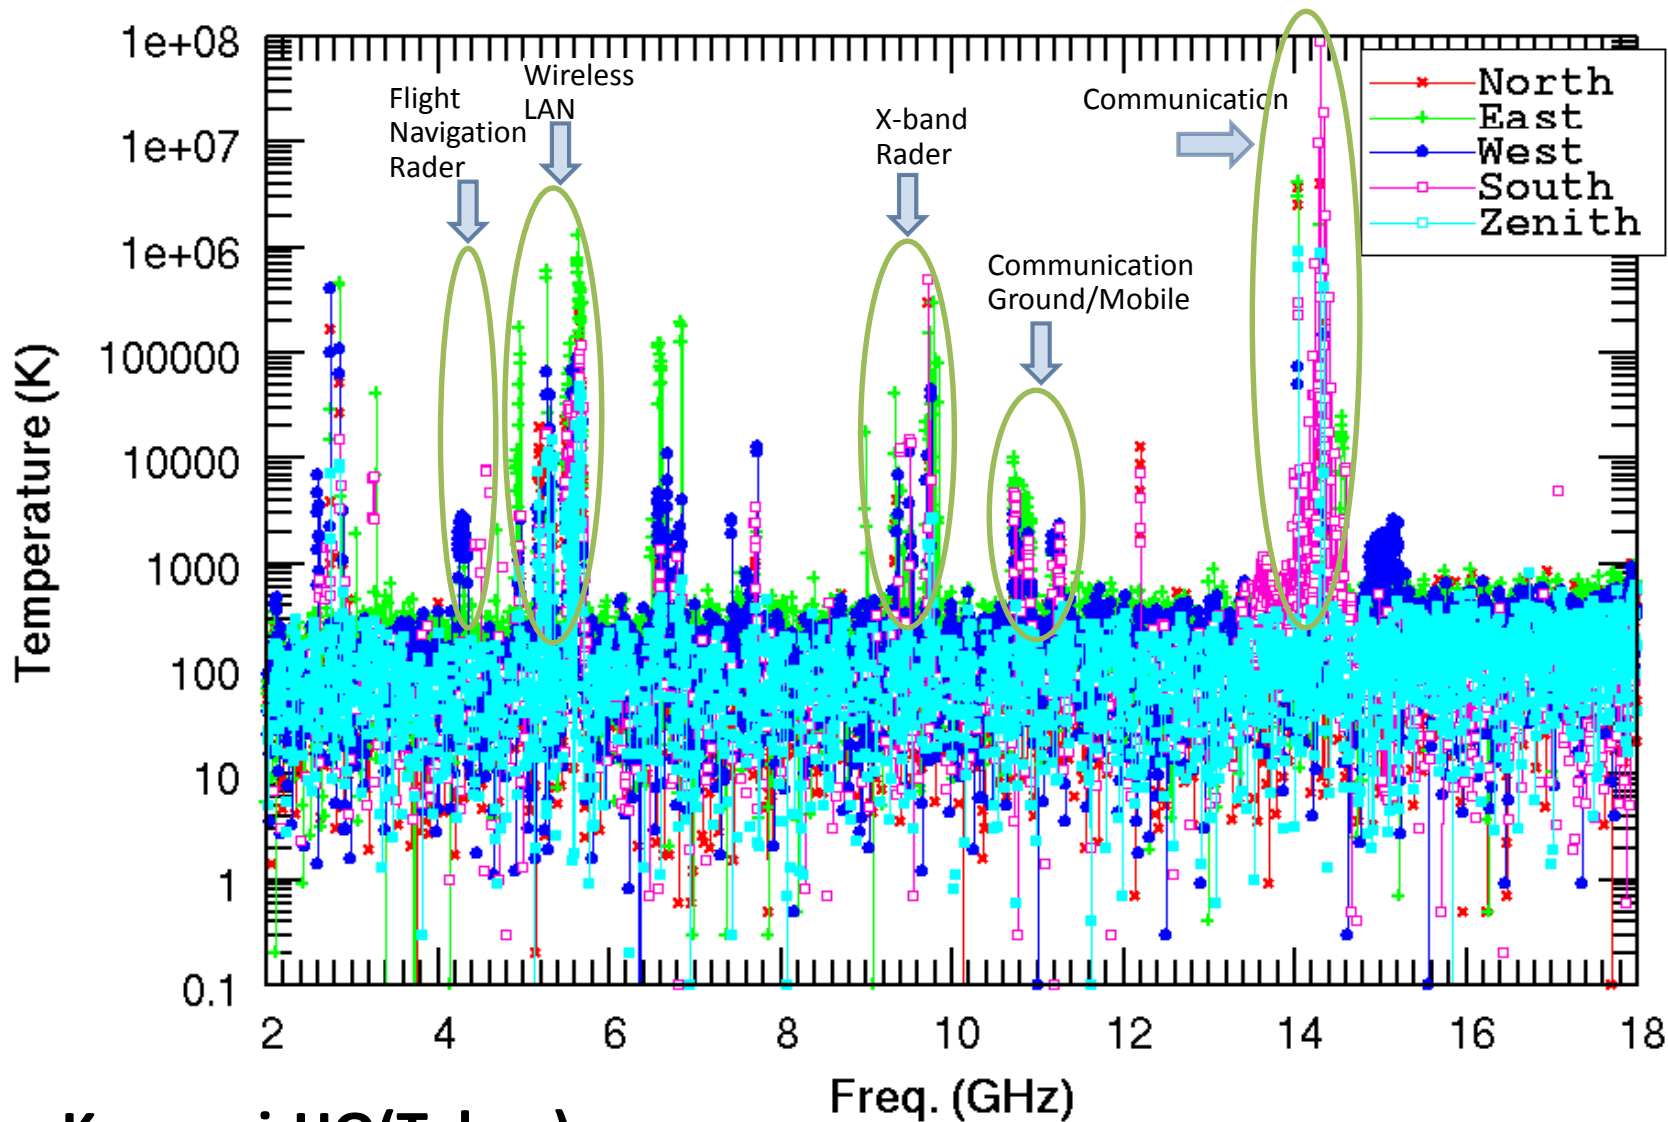 1e+08
1e+07
1e+06
100000
10000
1000
100
10
1
0.1
Temperature (K)
Flight
Navigation
Rader
Wireless
LAN
X-band
Rader
Communication
Ground/Mobile
Communication
North
East
West
South
Zenith
2 4 6 8 10 12 14 16 18
Freq. (GHz)